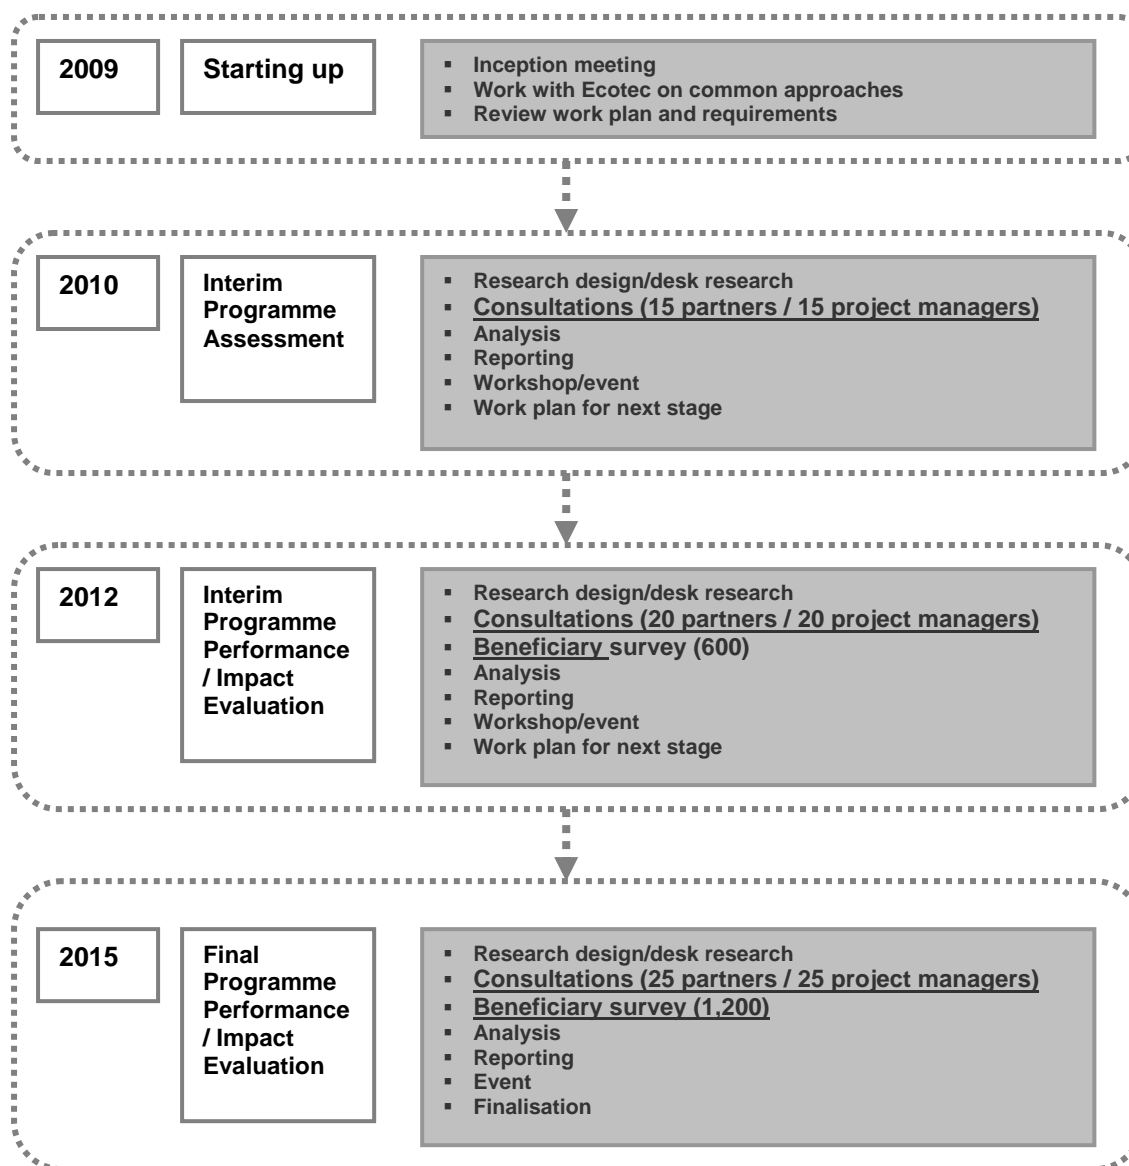 2009
Starting up
▪ Inception meeting
▪ Work with Ecotec on common approaches
▪ Review work plan and requirements
2010
Interim
Programme
Assessment
▪ Research design/desk research
▪ Consultations (15 partners / 15 project managers)
▪ Analysis
▪ Reporting
▪ Workshop/event
▪ Work plan for next stage
2012
Interim
Programme
Performance
/ Impact
Evaluation
▪ Research design/desk research
▪ Consultations (20 partners / 20 project managers)
▪ Beneficiary survey (600)
▪ Analysis
▪ Reporting
▪ Workshop/event
▪ Work plan for next stage
2015
Final
Programme
Performance
/ Impact
Evaluation
▪ Research design/desk research
▪ Consultations (25 partners / 25 project managers)
▪ Beneficiary survey (1,200)
▪ Analysis
▪ Reporting
▪ Event
▪ Finalisation